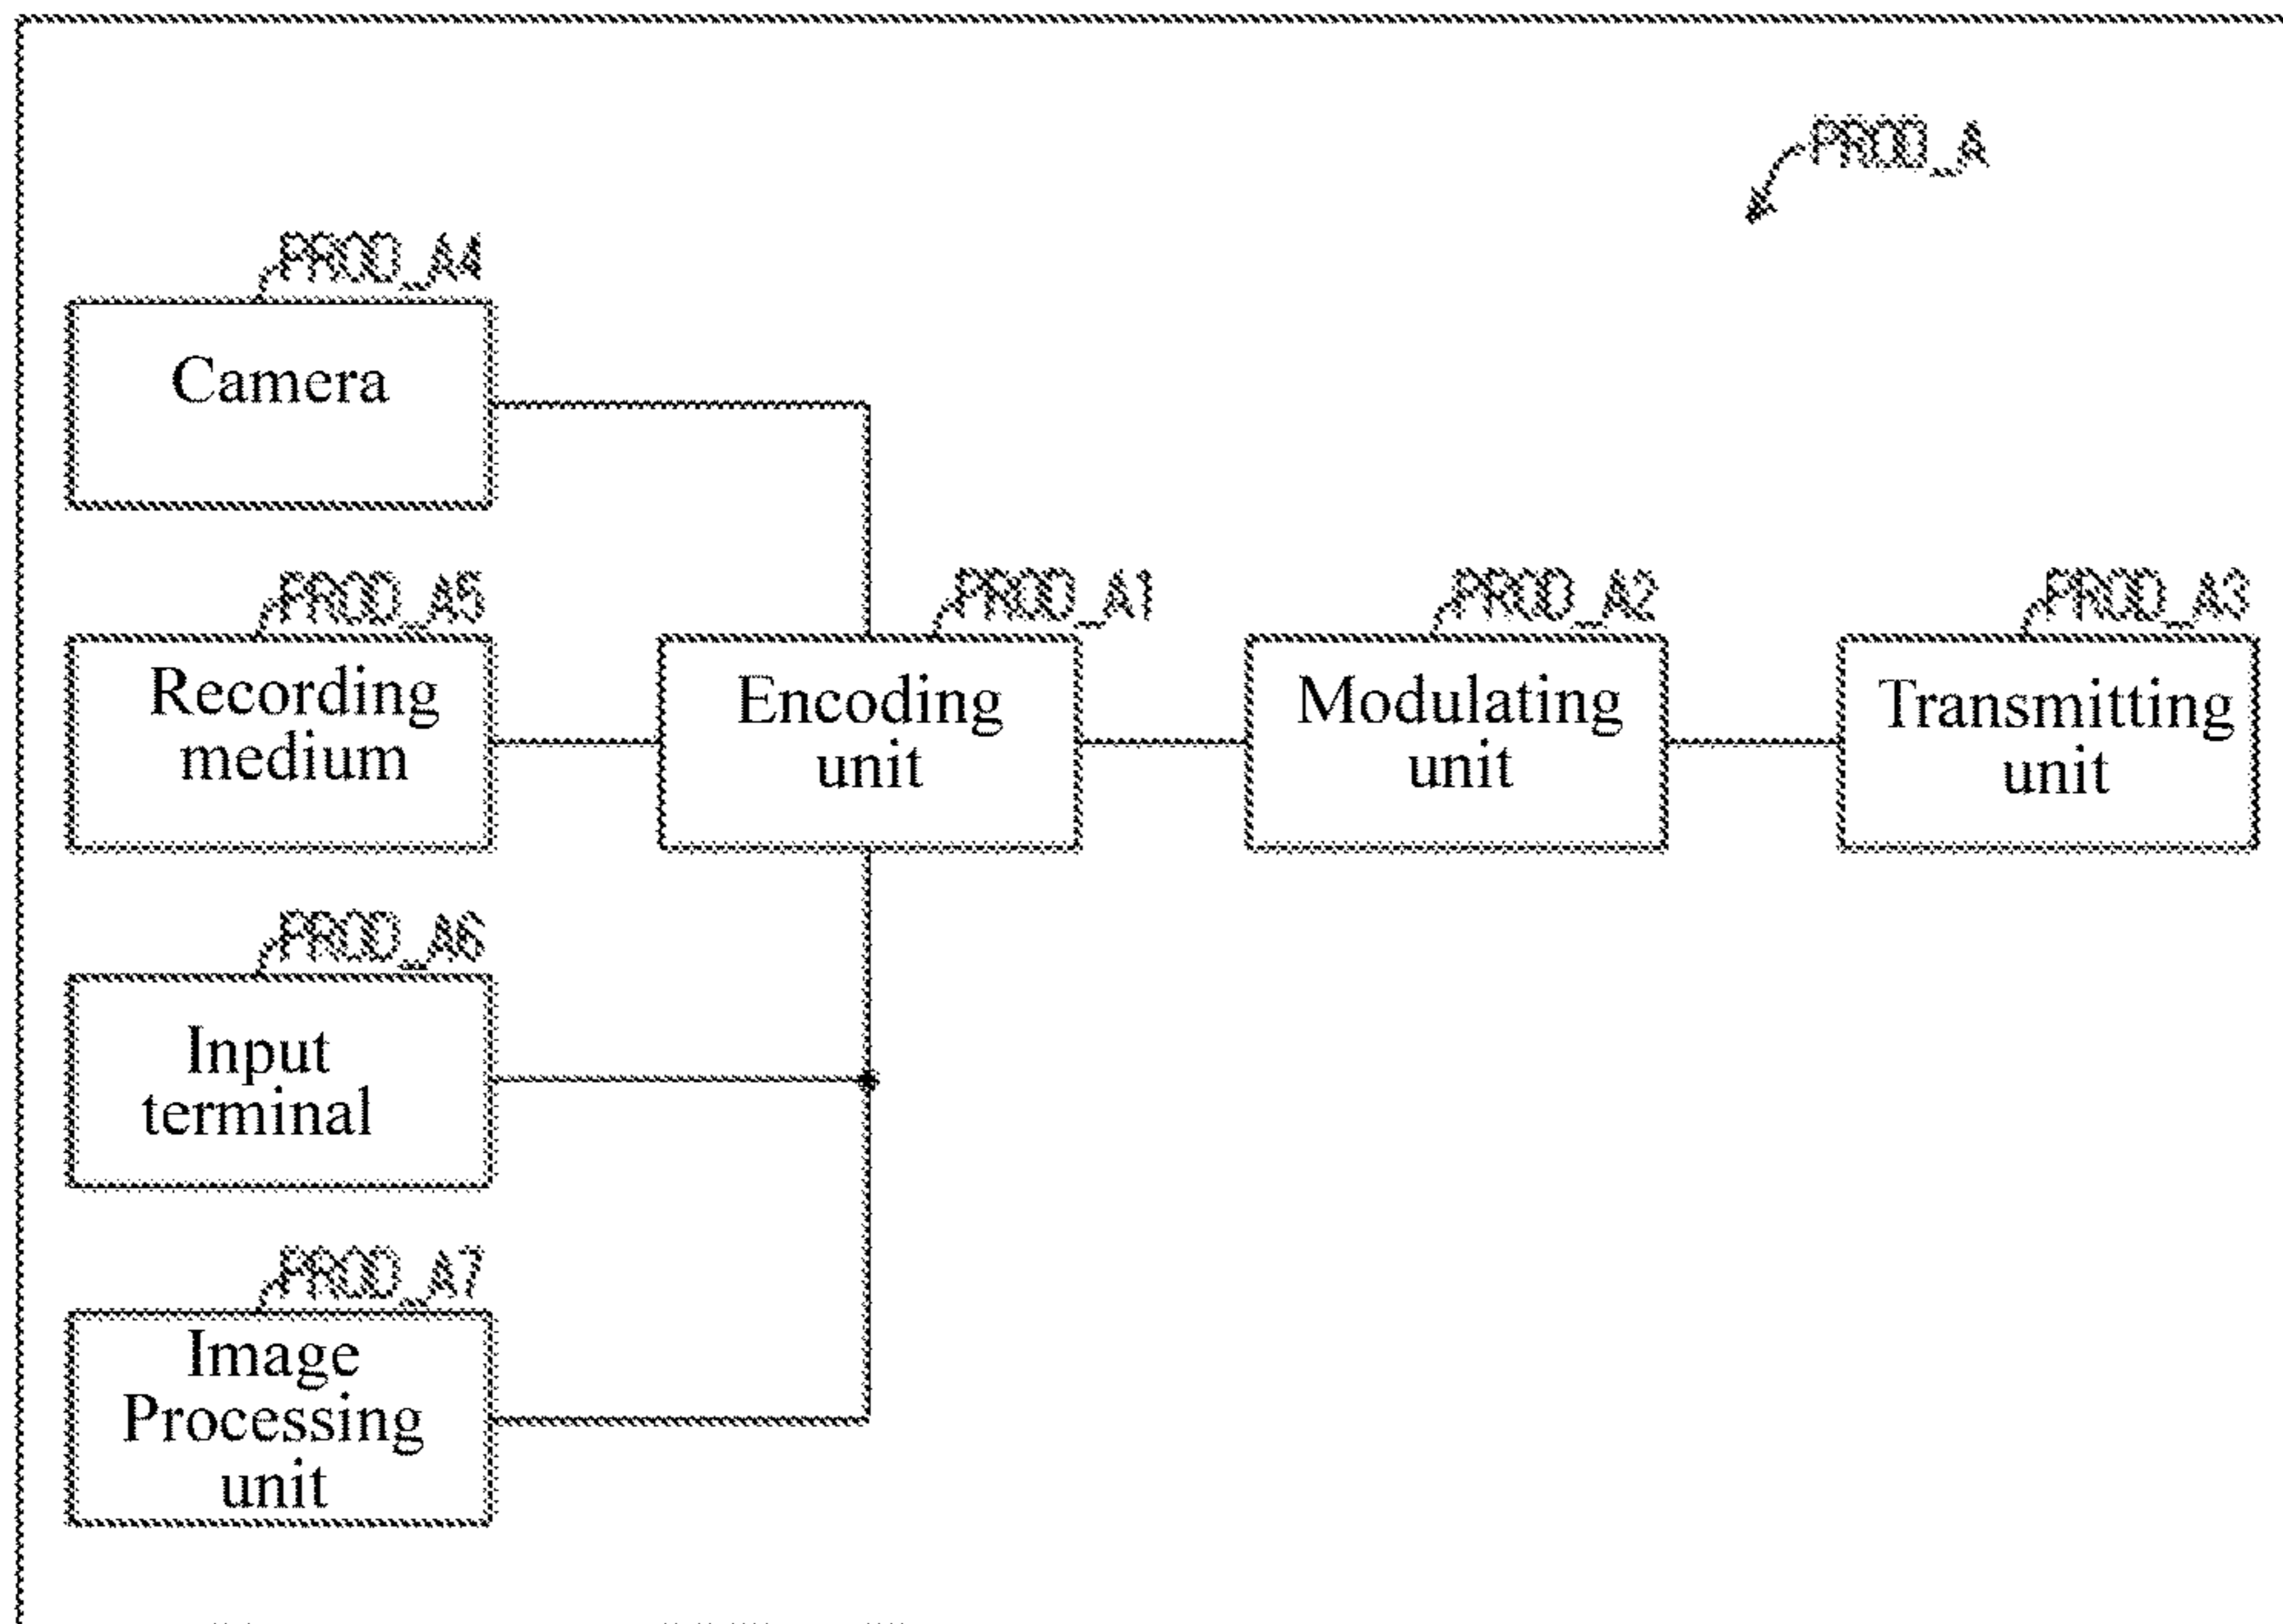 PROD_A
PROD_A4
Camera
PROD_A5
Recording
medium
PROD_A1
Encoding
unit
PROD_A2
Modulating
unit
PROD_A3
Transmitting
unit
PROD_A6
Input
terminal
PROD_A7
Image
Processing
unit